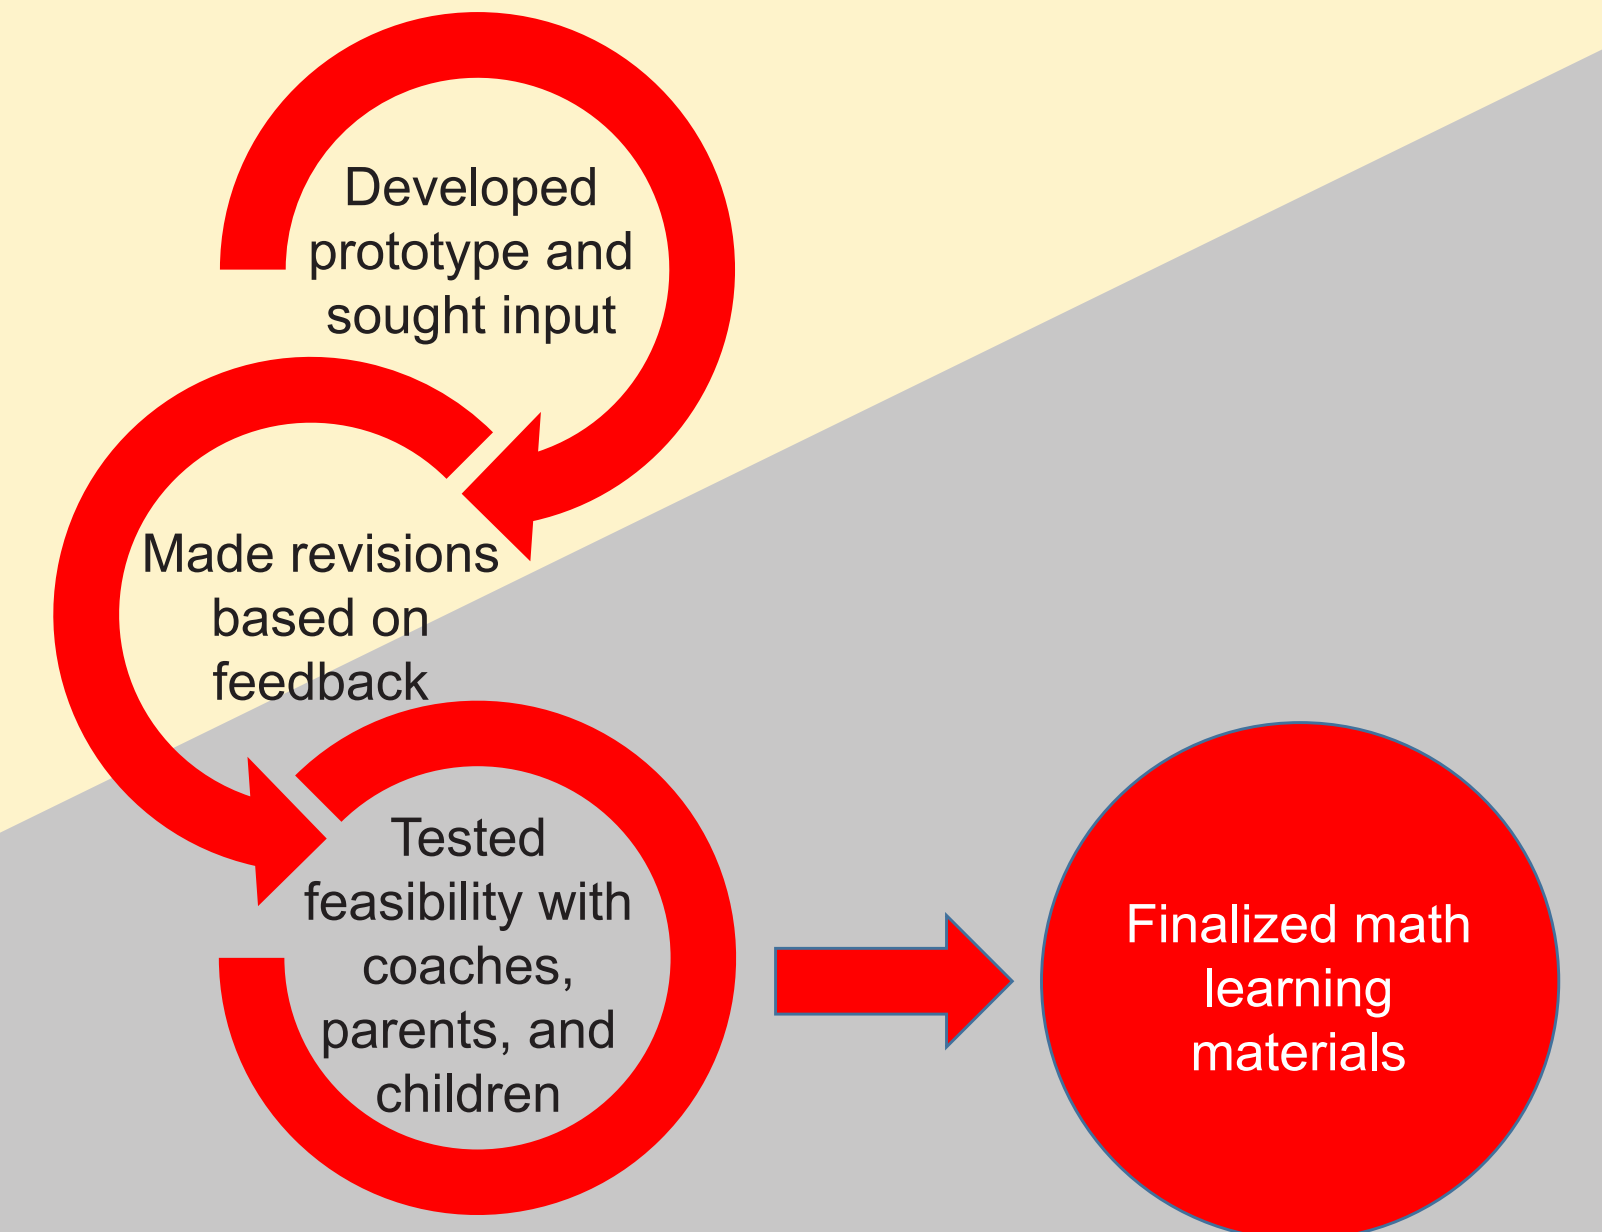 Developed
prototype and
sought input
Made revisions
based on
feedback
Tested
feasibility with
coaches,
parents, and
children
Finalized math
learning
materials